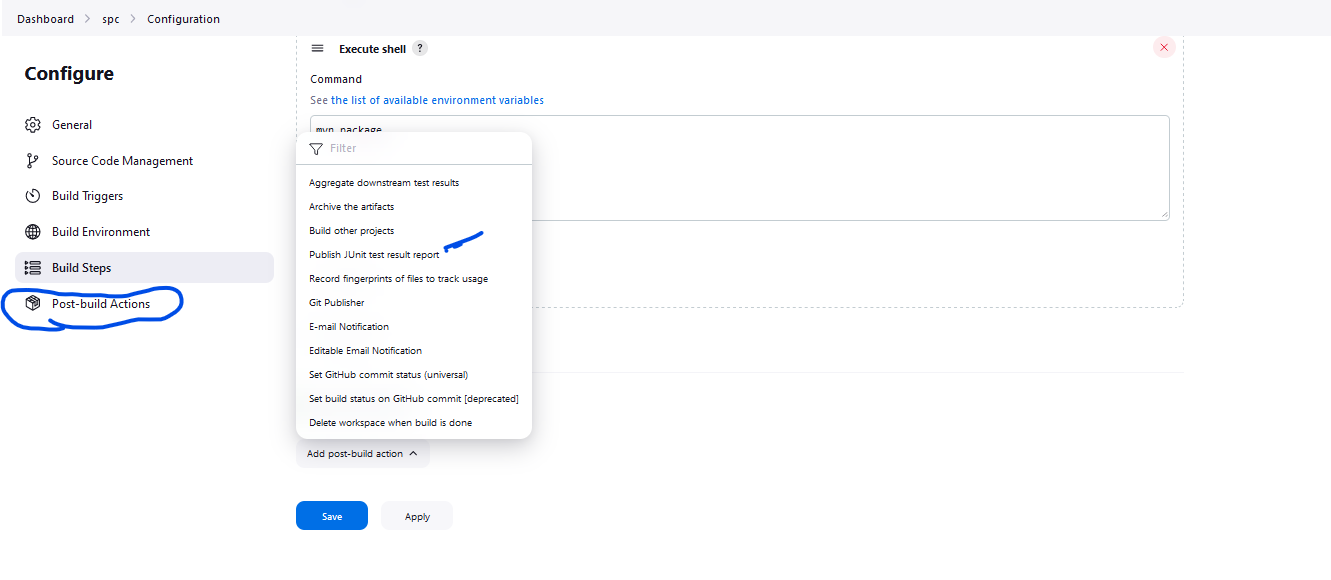 Dashboard > spc > Configuration
Configure
General
Source Code Management
Build Triggers
Build Environment
Build Steps
Post-build Actions
Execute shell ?
Command
See the list of available environment variables
mvn package
Filter
Aggregate downstream test results
Archive the artifacts
Build other projects
Publish JUnit test result report
Record fingerprints of files to track usage
Git Publisher
E-mail Notification
Editable Email Notification
Set GitHub commit status (universal)
Set build status on GitHub commit [deprecated]
Delete workspace when build is done
Add post-build action
Save
Apply